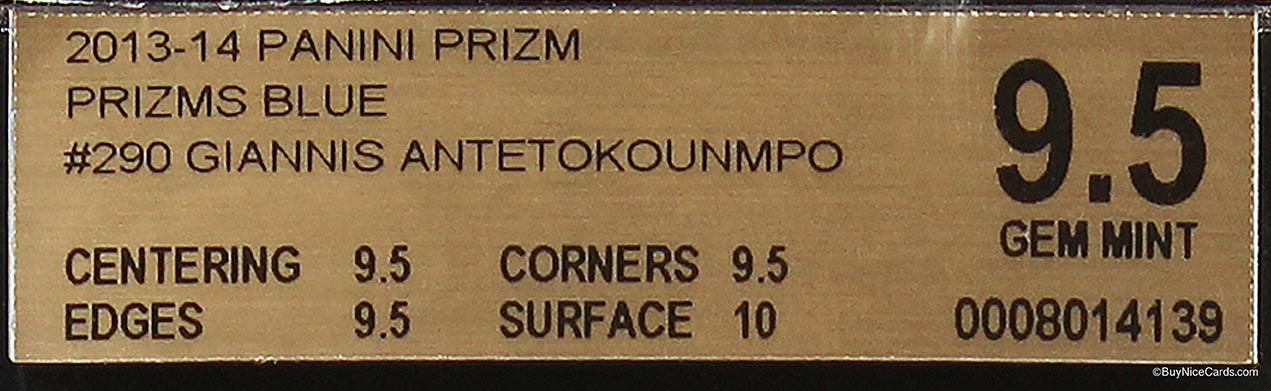 2013-14 PANINI PRIZM
PRIZMS BLUE
#290 GIANNIS ANTETOKOUNMPO
9.5
GEM MINT
CENTERING 9.5 CORNERS 9.5
EDGES 9.5 SURFACE 10
0008014139
©BuyNiceCards.com